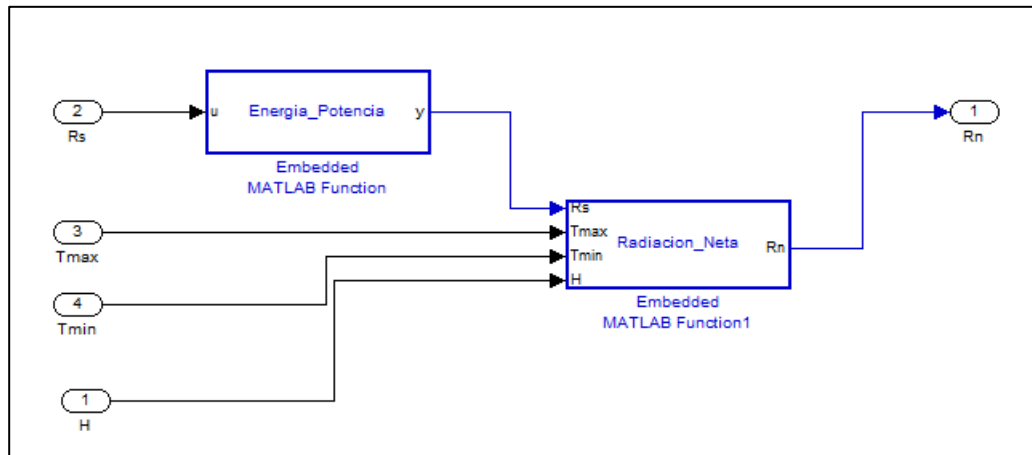 2
Rs
u
Energia_Potencia
y
Embedded
MATLAB Function
1
Rn
3
Tmax
4
Tmin
1
H
Rs
Tmax
Tmin
H
Radiacion_Neta
Rn
Embedded
MATLAB Function1